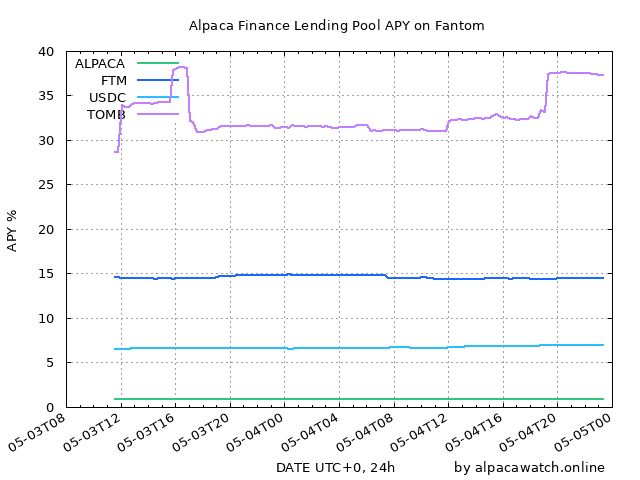 Alpaca Finance Lending Pool APY on Fantom
40
35
30
25
20
15
10
5
0
APY %
ALPACA
FTM
USDC
TOMB
05-03T08
05-03T12
05-03T16
05-03T20
05-04T00
05-04T04
05-04T08
05-04T12
05-04T16
05-04T20
05-05T00
DATE UTC+0, 24h
by alpacawatch.online